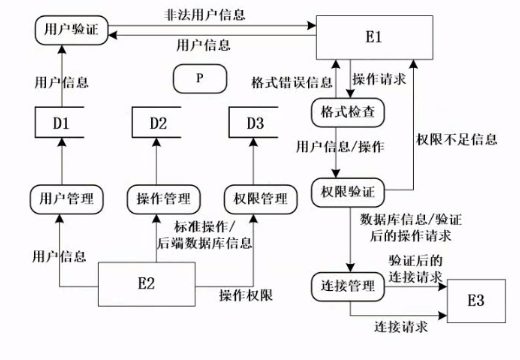 非法用户信息
用户验证
用户信息
E1
P
用户信息
格式错误信息
操作请求
D1
D2
D3
格式检查
用户信息/操作
权限不足信息
用户管理
操作管理
权限管理
权限验证
标准操作/
后端数据库信息
数据库信息/验证
后的操作请求
用户信息
验证后的
连接请求
E2
操作权限
连接管理
E3
连接请求